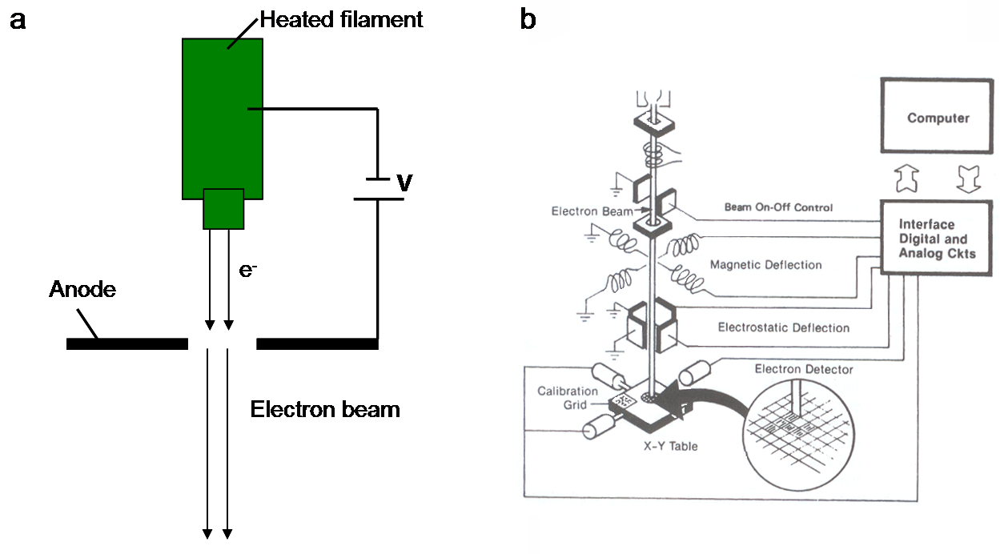 a
Heated filament
V
e-
Anode
Electron beam
b
Computer
Electron Beam
Beam On-Off Control
Interface
Digital and
Analog Ckts
Magnetic Deflection
Electrostatic Deflection
Electron Detector
Calibration
Grid
X-Y Table